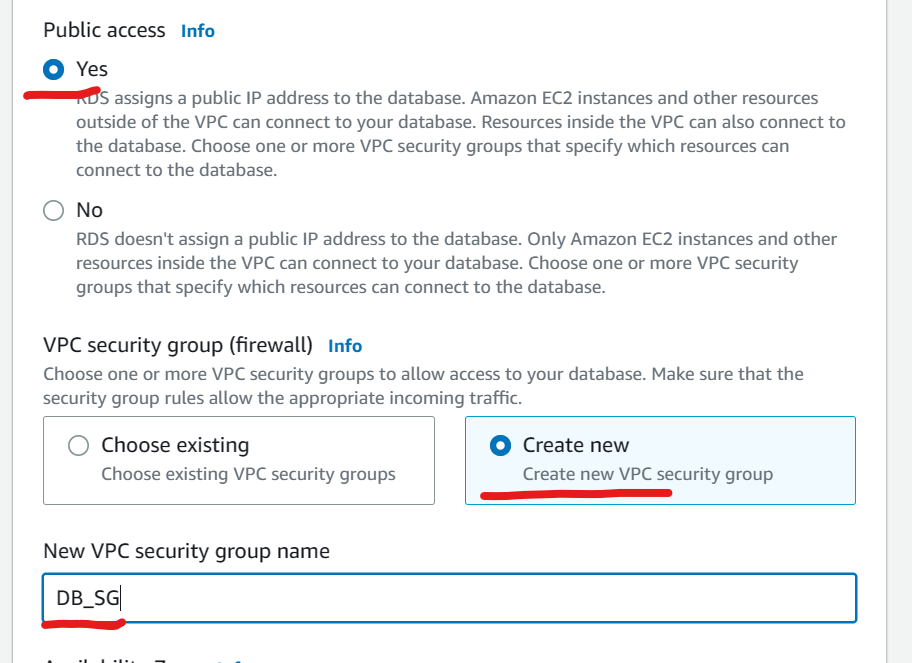 Public access Info
Yes
RDS assigns a public IP address to the database. Amazon EC2 instances and other resources
outside of the VPC can connect to your database. Resources inside the VPC can also connect to
the database. Choose one or more VPC security groups that specify which resources can
connect to the database.
No
RDS doesn't assign a public IP address to the database. Only Amazon EC2 instances and other
resources inside the VPC can connect to your database. Choose one or more VPC security
groups that specify which resources can connect to the database.
VPC security group (firewall) Info
Choose one or more VPC security groups to allow access to your database. Make sure that the
security group rules allow the appropriate incoming traffic.
Choose existing
Choose existing VPC security groups
Create new
Create new VPC security group
New VPC security group name
DB_SG